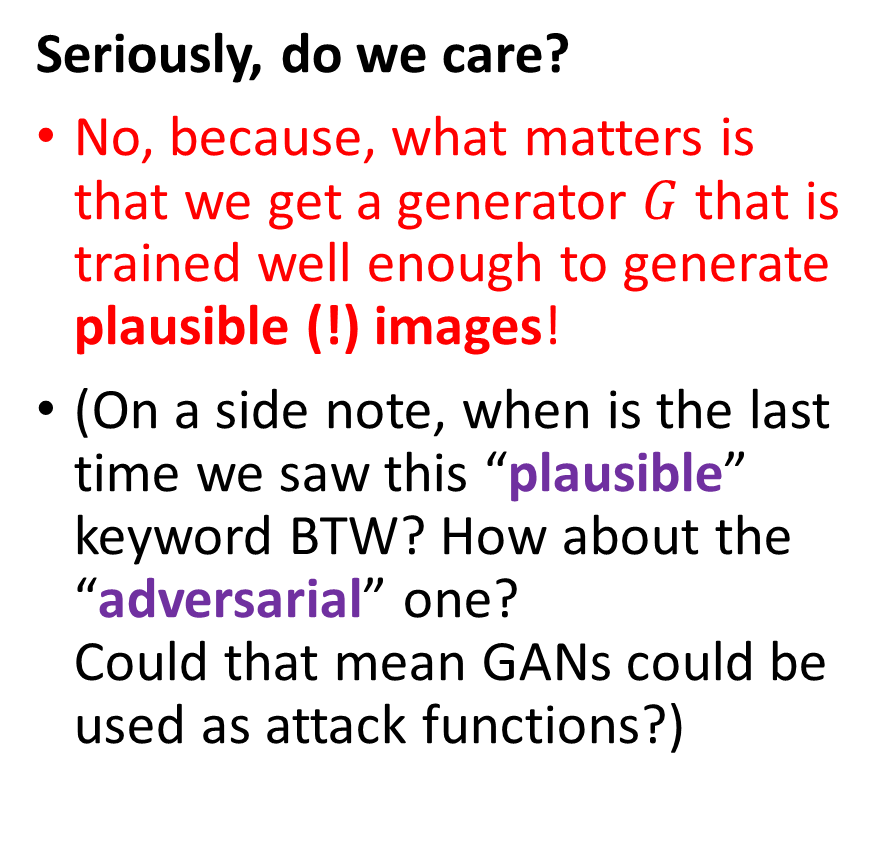 Seriously, do we care?
• No, because, what matters is
that we get a generator 𝐺 that is
trained well enough to generate
plausible (!) images!
• (On a side note, when is the last
time we saw this “plausible”
keyword BTW? How about the
“adversarial” one?
Could that mean GANs could be
used as attack functions?)